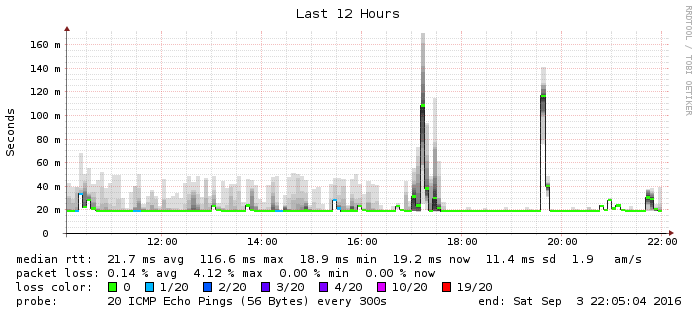 Last 12 Hours
RRDTOOL / TOBI OETIKER
Seconds
160 m
140 m
120 m
100 m
80 m
60 m
40 m
20 m
0
12:00 14:00 16:00 18:00 20:00 22:00
median rtt: 21.7 ms avg 116.6 ms max 18.9 ms min 19.2 ms now 11.4 ms sd 1.9 am/s
packet loss: 0.14 % avg 4.12 % max 0.00 % min 0.00 % now
loss color: 0 1/20 2/20 3/20 4/20 10/20 19/20
probe: 20 ICMP Echo Pings (56 Bytes) every 300s end: Sat Sep 3 22:05:04 2016